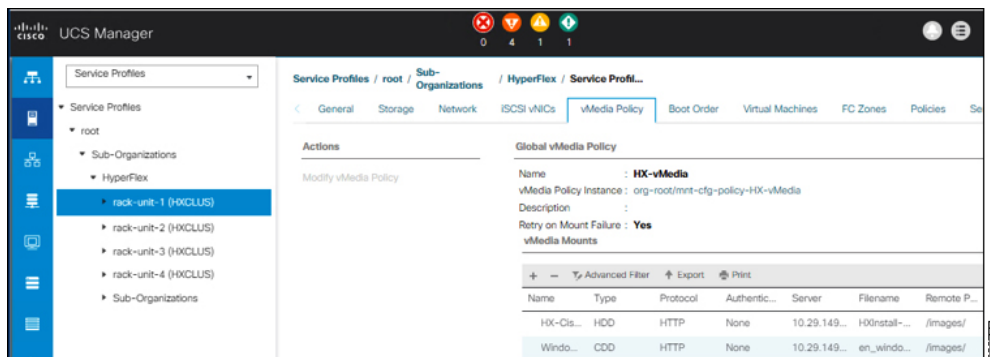 cisco UCS Manager
0 4 1 1
Service Profiles
Service Profiles
root
Sub-Organizations
HyperFlex
rack-unit-1 (HXCLUS)
rack-unit-2 (HXCLUS)
rack-unit-3 (HXCLUS)
rack-unit-4 (HXCLUS)
Sub-Organizations
Service Profiles / root / Sub-Organizations / HyperFlex / Service Profil...
General Storage Network iSCSI vNICs vMedia Policy Boot Order Virtual Machines FC Zones Policies Se
Actions
Modify vMedia Policy
Global vMedia Policy
Name : HX-vMedia
vMedia Policy Instance : org-root/mnt-cfg-policy-HX-vMedia
Description :
Retry on Mount Failure : Yes
vMedia Mounts
+ − Advanced Filter Export Print
Name Type Protocol Authentic... Server Filename Remote P...
HX-Cis... HDD HTTP None 10.29.149... HXInstall-... /images/
Windo... CDD HTTP None 10.29.149... en_windo... /images/